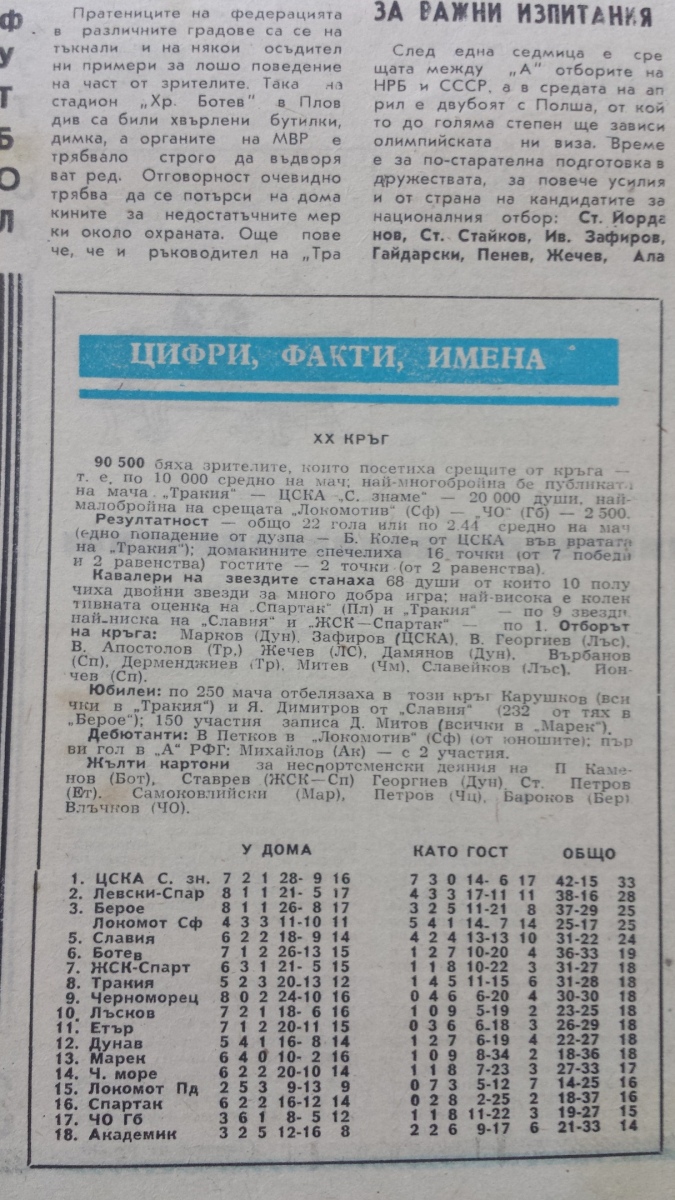 Ф
У
Т
Б
О
Л
Пратениците на федерацията
в различните градове са се на
тъкнали и на някои осъдител
ни примери за лошо поведение
на част от зрителите. Така на
стадион „Хр. Ботев" в Плов
див са били хвърлени бутилки,
димка, а органите на МВР е
трябвало строго да въдворя
ват ред. Отговорност очевидно
трябва да се потърси на дома
кините за недостатъчните мер
ки около охраната. Още пове
че, че и ръководител на „Тра
ЗА ВАЖНИ ИЗПИТАНИЯ
След една седмица е сре
щата между „А" отборите на
НРБ и СССР, а в средата на ап
рил е двубоят с Полша, от кой
то до голяма степен ще зависи
олимпийската ни виза. Време
е за по-старателна подготовка в
дружествата, за повече усилия
и от страна на кандидатите за
националния отбор: Ст. Йорда
нов, Ст. Стайков, Ив. Зафиров,
Гайдарски, Пенев, Жечев, Ала
ЦИФРИ, ФАКТИ, ИМЕНА
XX КРЪГ
90 500 бяха зрителите, които посетиха срещите от кръга —
т. е. по 10 000 средно на мач; най-многобройна бе публиката
на мача „Тракия" — ЦСКА „С. знаме" — 20 000 души, най-
малобройна на срещата „Локомотив" (Сф) — „ЧО" (Гб) — 2 500.
Резултатност — общо 22 гола или по 2.44 средно на мач
(едно попадение от дузпа — Б. Колев от ЦСКА във вратата
на „Тракия"); домакините спечелиха 16 точки (от 7 победи
и 2 равенства) гостите — 2 точки (от 2 равенства).
Кавалери на звездите станаха 68 души от които 10 полу
чиха двойни звезди за много добра игра; най-висока е колек
тивната оценка на „Спартак" (Пл) и „Тракия" — по 9 звезди,
най-ниска на „Славия" и „ЖСК—Спартак" — по 1. Отборът
на кръга: Марков (Дун), Зафиров (ЦСКА), В. Георгиев (Лъс),
В. Апостолов (Тр,) Жечев (ЛС), Дамянов (Дун), Върбанов
(Сп), Дерменджиев (Тр), Митев (Чм), Славейков (Лъс), Йон-
чев (Сп).
Юбилеи: по 250 мача отбелязаха в този кръг Карушков (вси
чки в „Тракия") и Я. Димитров от „Славия" (232 от тях в
„Берое"); 150 участия записа Д. Митов (всички в „Марек").
Дебютанти: В Петков в „Локомотив" (Сф) (от юношите); пър
ви гол в „А" РФГ: Михайлов (Ак) — с 2 участия.
Жълти картони за неспортсменски деяния на П Каме-
нов (Бот), Ставрев (ЖСК—Сп) Георгиев (Дун), Ст. Петров
(Ет). Самоковлийски (Мар), Петров (Чц), Бароков (Бер)
Влъчков (ЧО).
У ДОМА КАТО ГОСТ ОБЩО
1. ЦСКА С. зн. 7 2 1 28- 9 16 7 3 0 14- 6 17 42-15 33
2. Левски-Спар 8 1 1 21- 5 17 4 3 3 17-11 11 38-16 28
3. Берое 8 1 1 26- 8 17 3 2 5 11-21 8 37-29 25
Локомот Сф 4 3 3 11-10 11 5 4 1 14- 7 14 25-17 25
5. Славия 6 2 2 18- 9 14 4 2 4 13-13 10 31-22 24
6. Ботев 7 1 2 26-13 15 1 2 7 10-20 4 36-33 19
7. ЖСК-Спарт 6 3 1 21- 5 15 1 1 8 10-22 3 31-27 18
8. Тракия 5 2 3 20-13 12 1 4 5 11-15 6 31-28 18
9. Черноморец 8 0 2 24-10 16 0 4 6 6-20 4 30-30 18
10. Лъсков 7 2 1 18- 6 16 1 0 9 5-19 2 23-25 18
11. Етър 7 1 2 20-11 15 0 3 6 6-18 3 26-29 18
12. Дунав 5 4 1 16- 8 14 1 2 7 6-19 4 22-27 18
13. Марек 6 4 0 10- 2 16 1 0 9 8-34 2 18-36 18
14. Ч. море 6 2 2 20-10 14 1 1 8 7-23 3 27-33 17
15. Локомот Пд 2 5 3 9-13 9 0 7 3 5-12 7 14-25 16
16. Спартак 6 2 2 16-12 14 0 2 8 2-25 2 18-37 16
17. ЧО Гб 3 6 1 8- 5 12 1 1 8 11-22 3 19-27 15
18. Академик 3 2 5 12-16 8 2 2 6 9-17 6 21-33 14